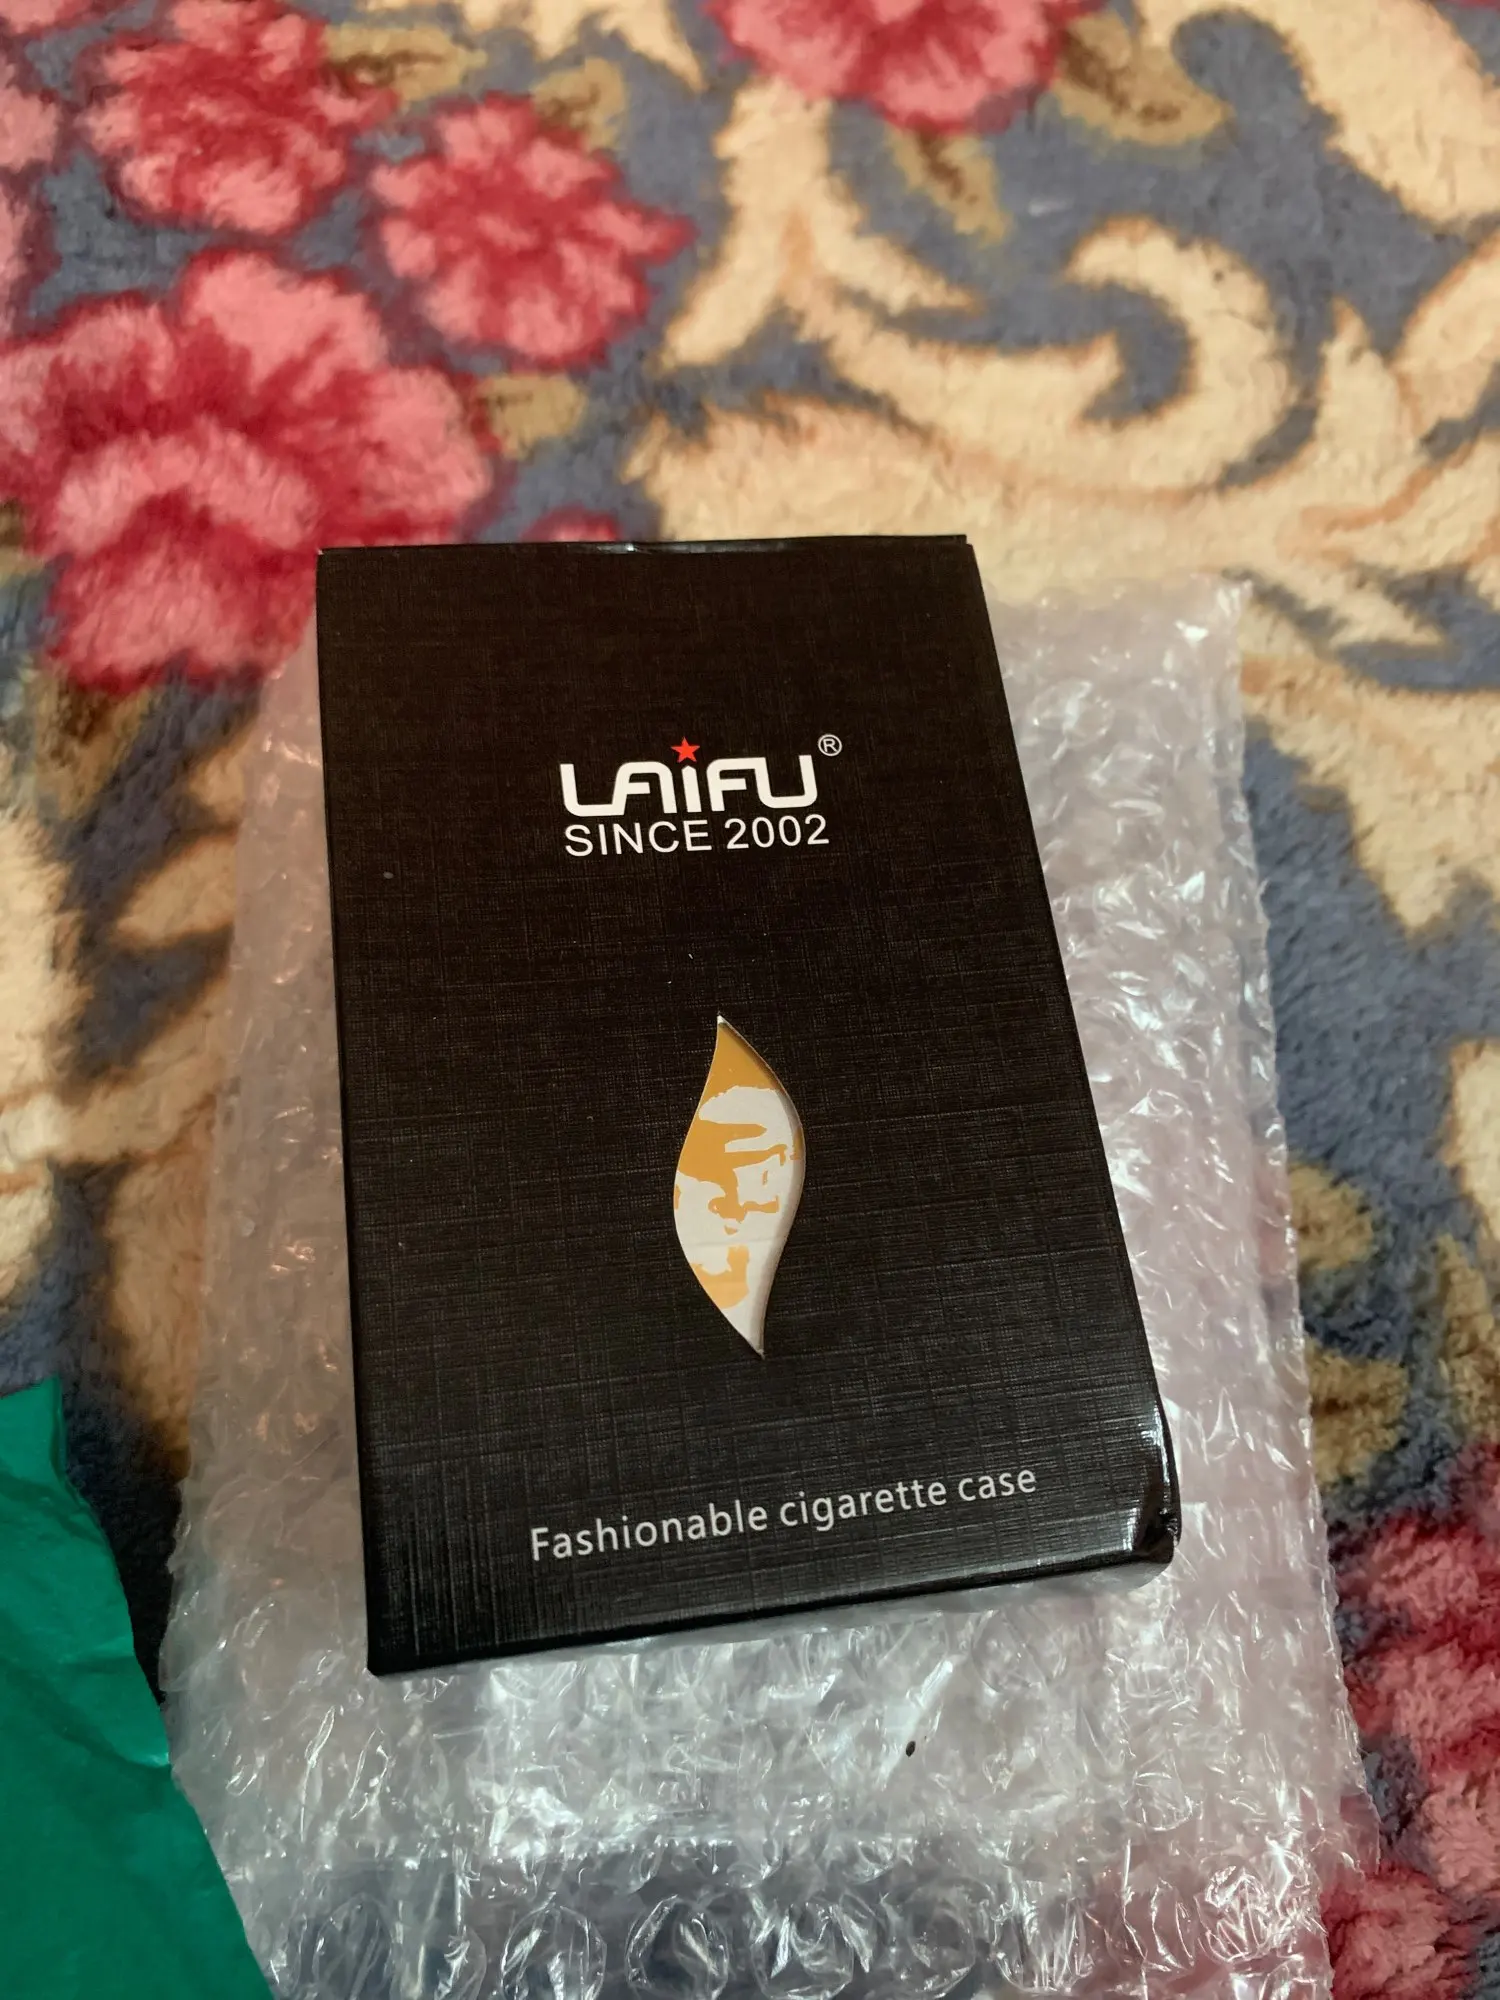 LAiFU®
SINCE 2002
Fashionable cigarette case